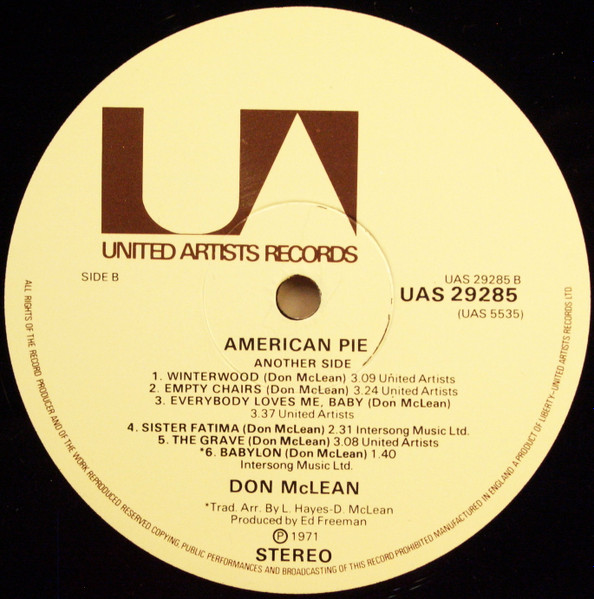 UA
UNITED ARTISTS RECORDS
SIDE B
UAS 29285 B
UAS 29285
(UAS 5535)
AMERICAN PIE
ANOTHER SIDE
1. WINTERWOOD (Don McLean) 3.09 United Artists
2. EMPTY CHAIRS (Don McLean) 3.24 United Artists
3. EVERYBODY LOVES ME, BABY (Don McLean)
3.37 United Artists
4. SISTER FATIMA (Don McLean) 2.31 Intersong Music Ltd.
5. THE GRAVE (Don McLean) 3.08 United Artists
*6. BABYLON (Don McLean) 1.40
Intersong Music Ltd.
DON McLEAN
*Trad. Arr. By L. Hayes-D. McLean
Produced by Ed Freeman
Ⓟ 1971
STEREO
ALL RIGHTS OF THE RECORD PRODUCER AND OF THE WORK REPRODUCED RESERVED COPYING, PUBLIC PERFORMANCES AND BROADCASTING OF THIS RECORD PROHIBITED MANUFACTURED IN ENGLAND A PRODUCT OF LIBERTY-UNITED ARTISTS RECORDS LTD.